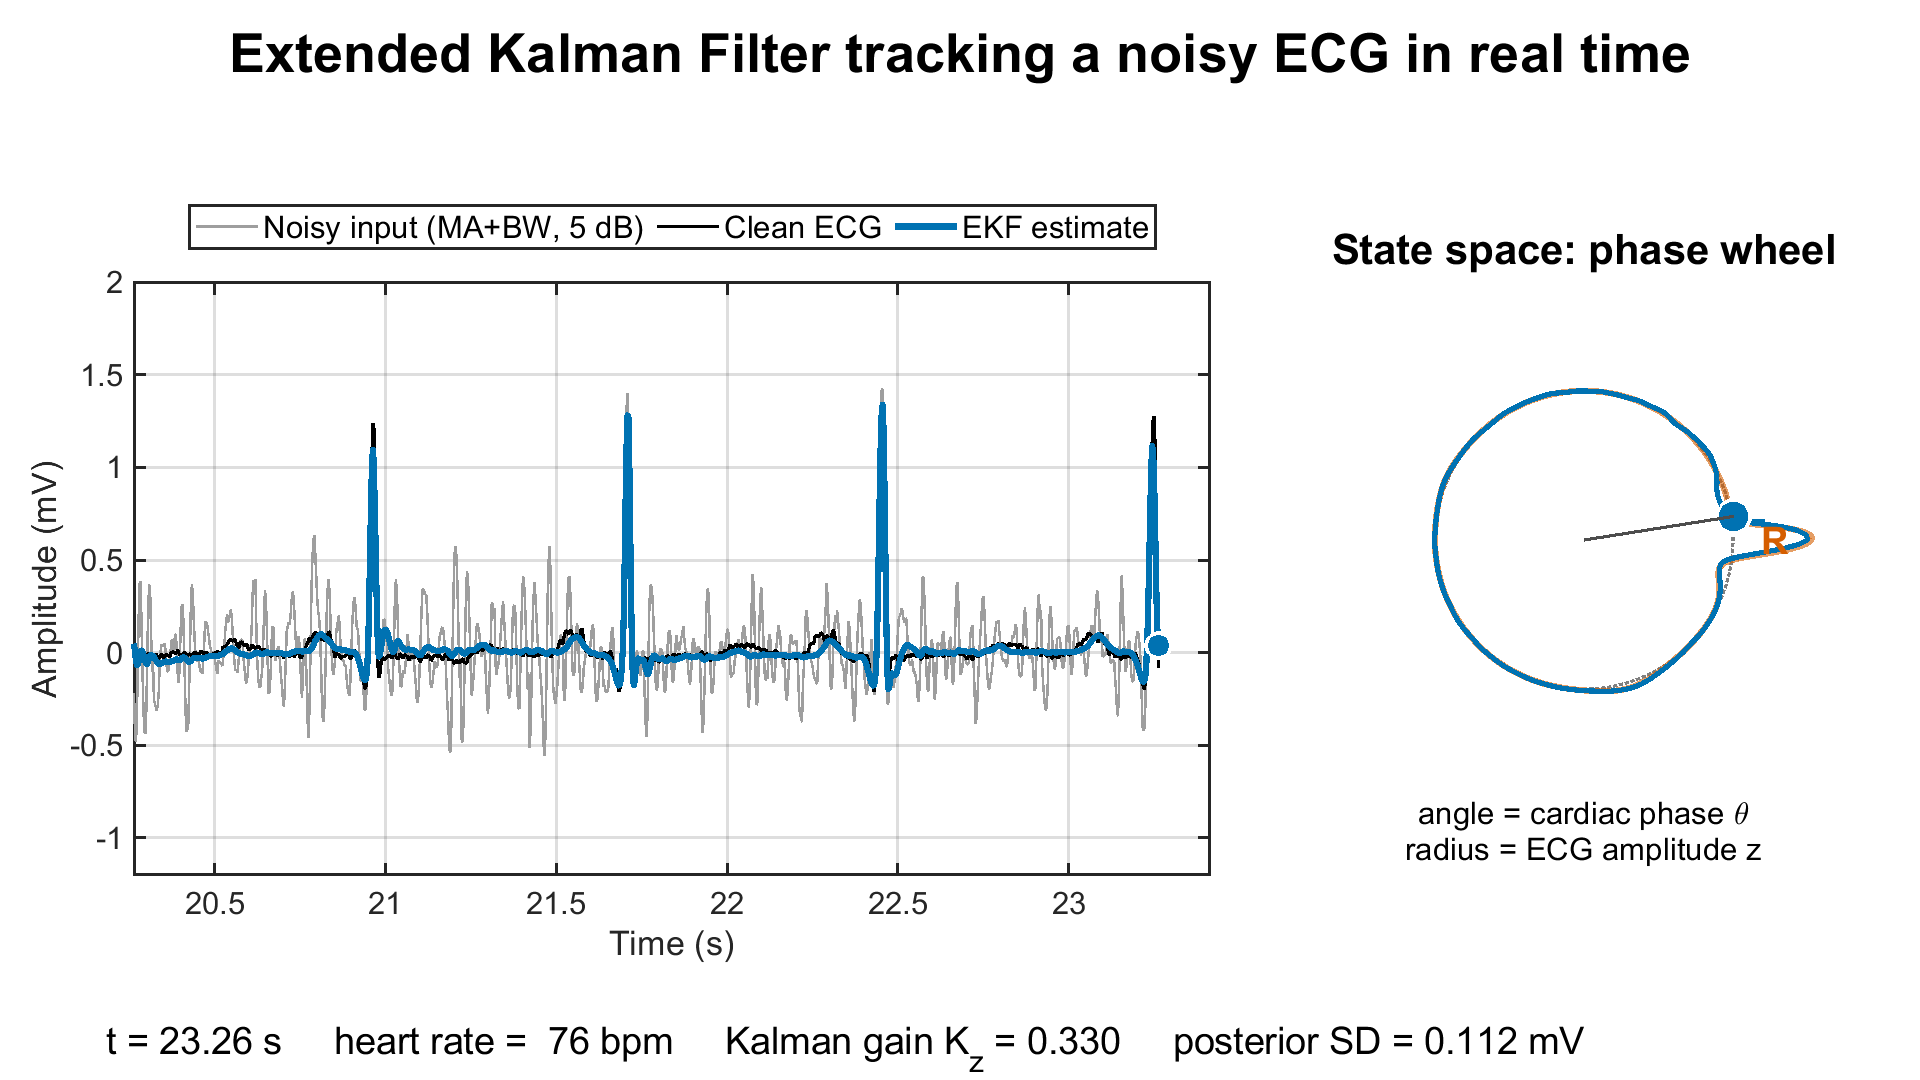 Extended Kalman Filter tracking a noisy ECG in real time
Noisy input (MA+BW, 5 dB) Clean ECG EKF estimate
State space: phase wheel
2
1.5
1
0.5
0
-0.5
-1
Amplitude (mV)
20.5 21 21.5 22 22.5 23
Time (s)
R
angle = cardiac phase θ
radius = ECG amplitude z
t = 23.26 s heart rate = 76 bpm Kalman gain K_z = 0.330 posterior SD = 0.112 mV